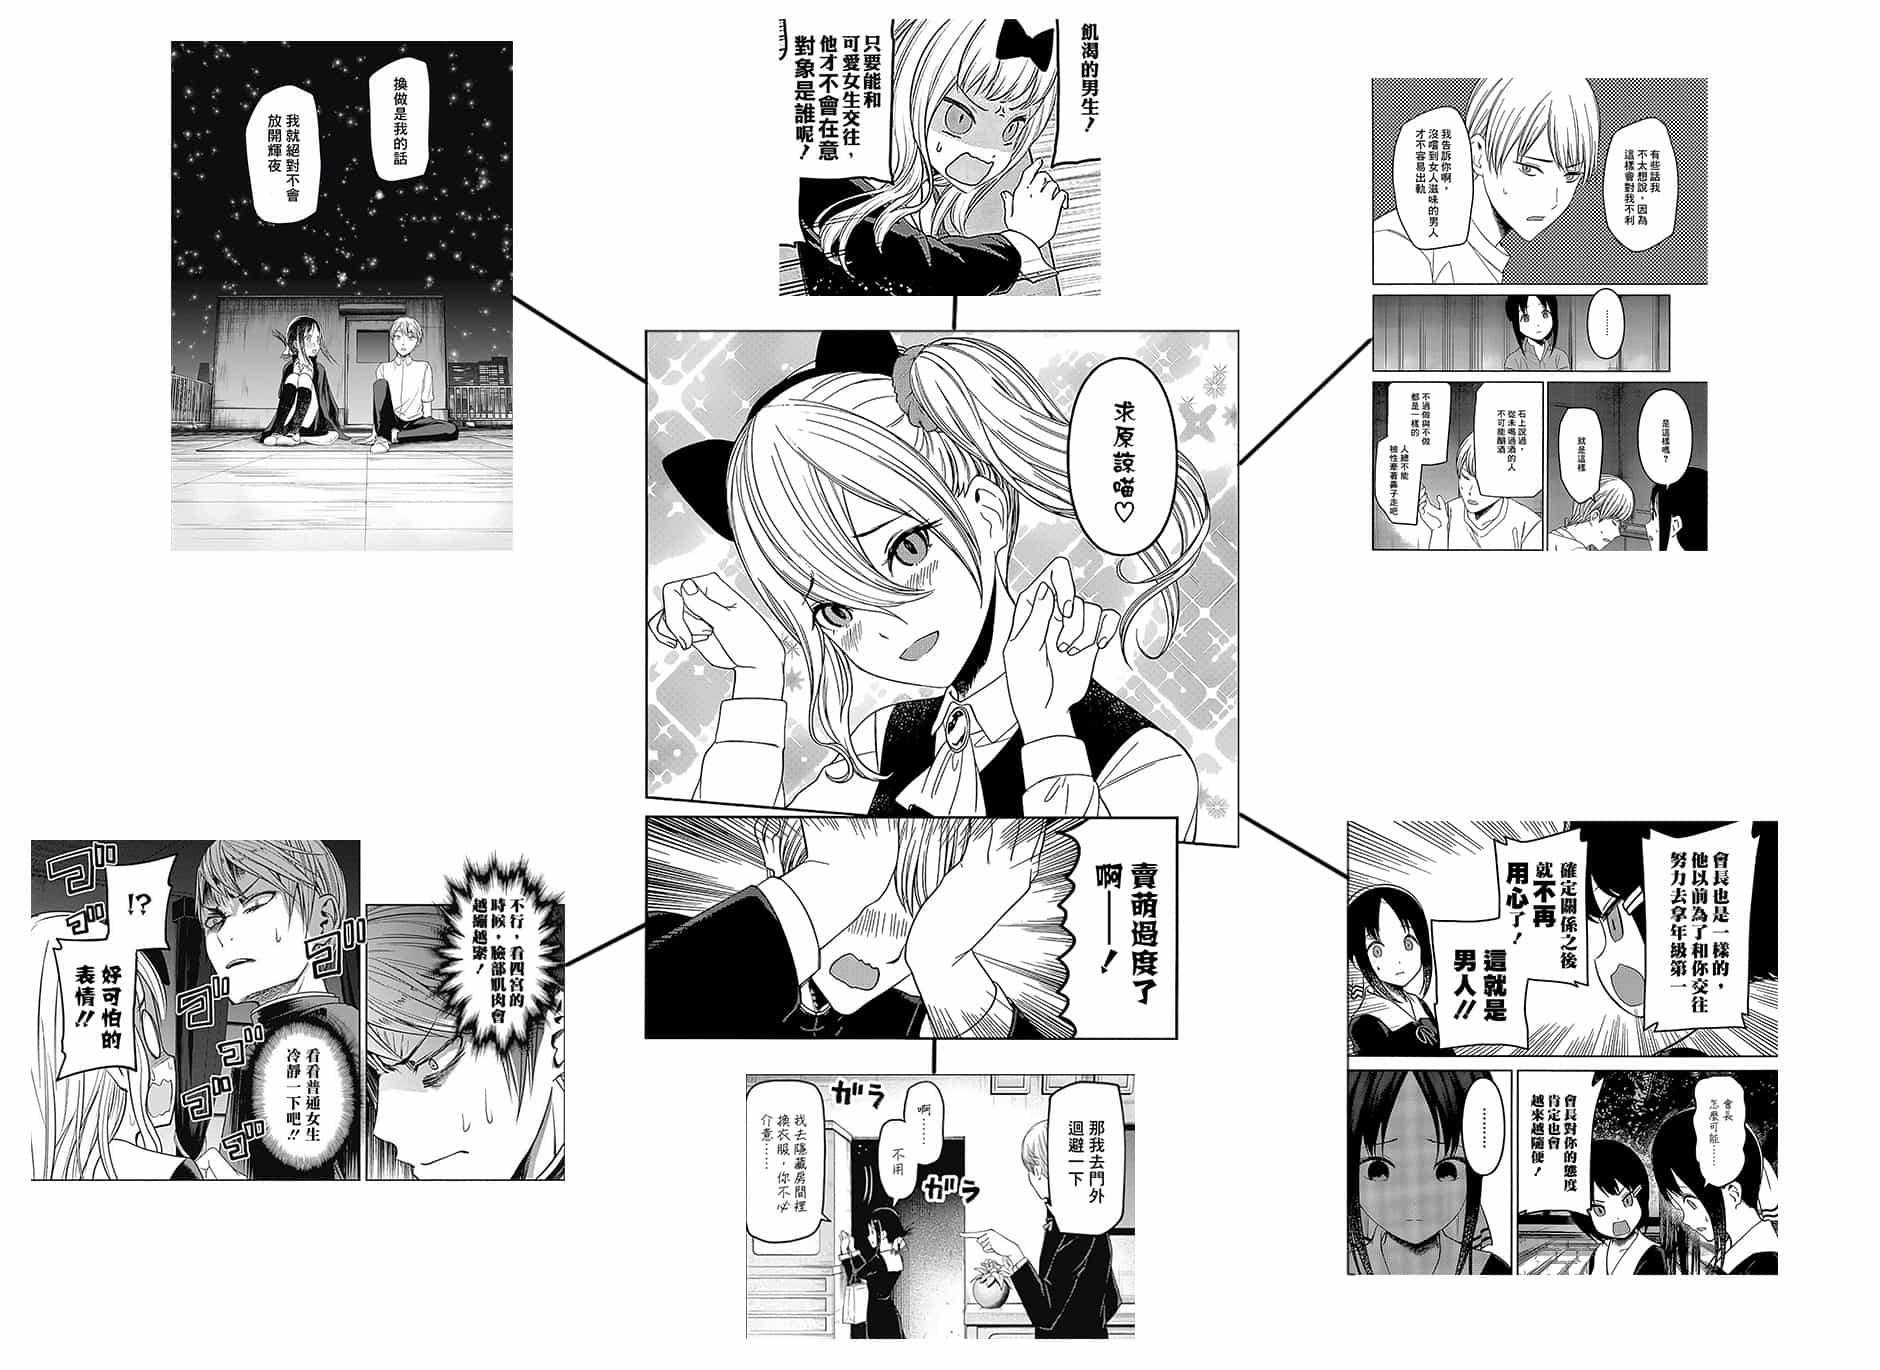 換做是我的話
我就絕對不會
放開輝夜
飢渴的男生！
只要能和
可愛女生交往，
他才不會在意
對象是誰呢！
有些話我
不太想說，因為
這樣會對我不利
我告訴你啊，
沒嚐到女人滋味的男人
才不容易出軌
………
是這樣嗎？
就是這樣
石上說過，
從未喝過酒的人
不可能酗酒
不過做與不做
都是一樣的
人總不能
被性牽著鼻子走吧
求原諒喵♡
賣萌過度了
啊——！
不行，看四宮的
時候，臉部肌肉會
越繃越緊！
看看普通女生
冷靜一下吧！！
ゴゴゴゴゴゴ
!?
好可怕的
表情！！
會長也是一樣的，
他以前為了和你交往
努力去拿年級第一
確定關係之後
就不再
用心了！
這就是
男人！！
會長
怎麼可能……
會長對你的態度
肯定也會
越來越隨便！
………
那我去門外
迴避一下
ガラ
啊……
不用
ガラ
我去隱藏房間裡
換衣服，你不必
介意……